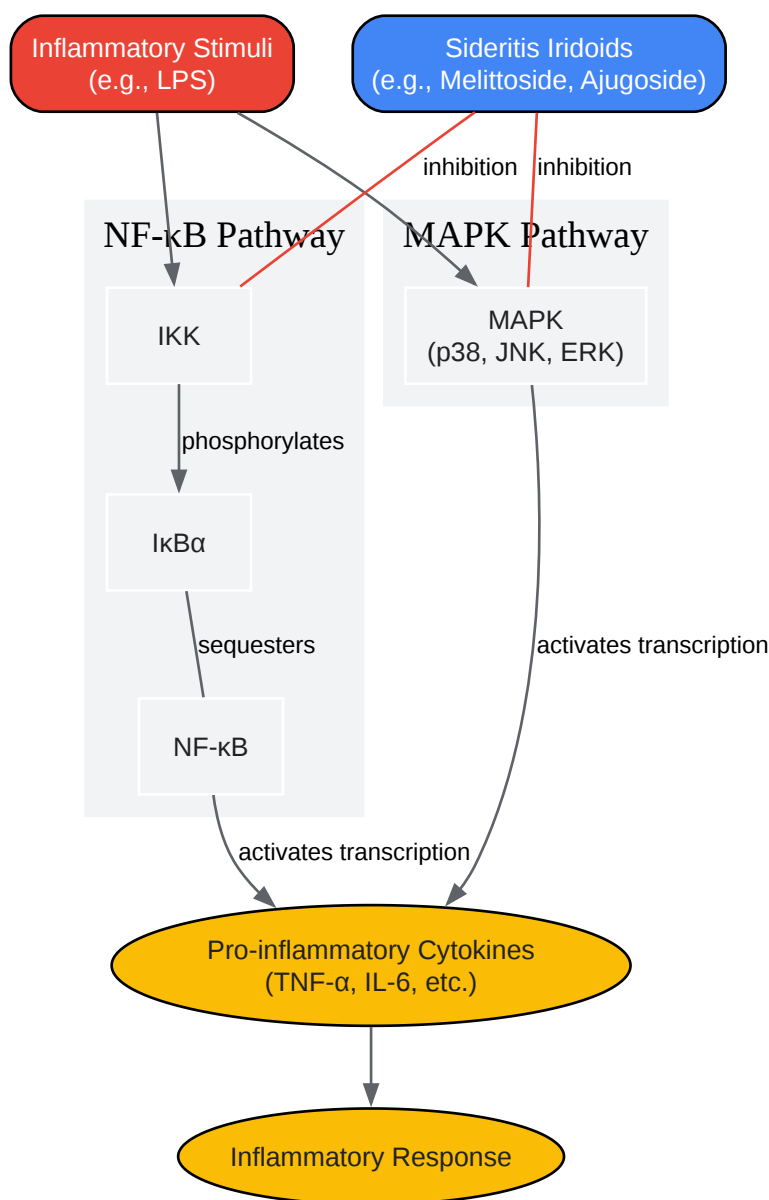 Inflammatory Stimuli
(e.g., LPS)
Sideritis Iridoids
(e.g., Melittoside, Ajugoside)
inhibition
inhibition
NF-κB Pathway
MAPK Pathway
IKK
MAPK
(p38, JNK, ERK)
phosphorylates
IκBα
sequesters
activates transcription
NF-κB
activates transcription
Pro-inflammatory Cytokines
(TNF-α, IL-6, etc.)
Inflammatory Response